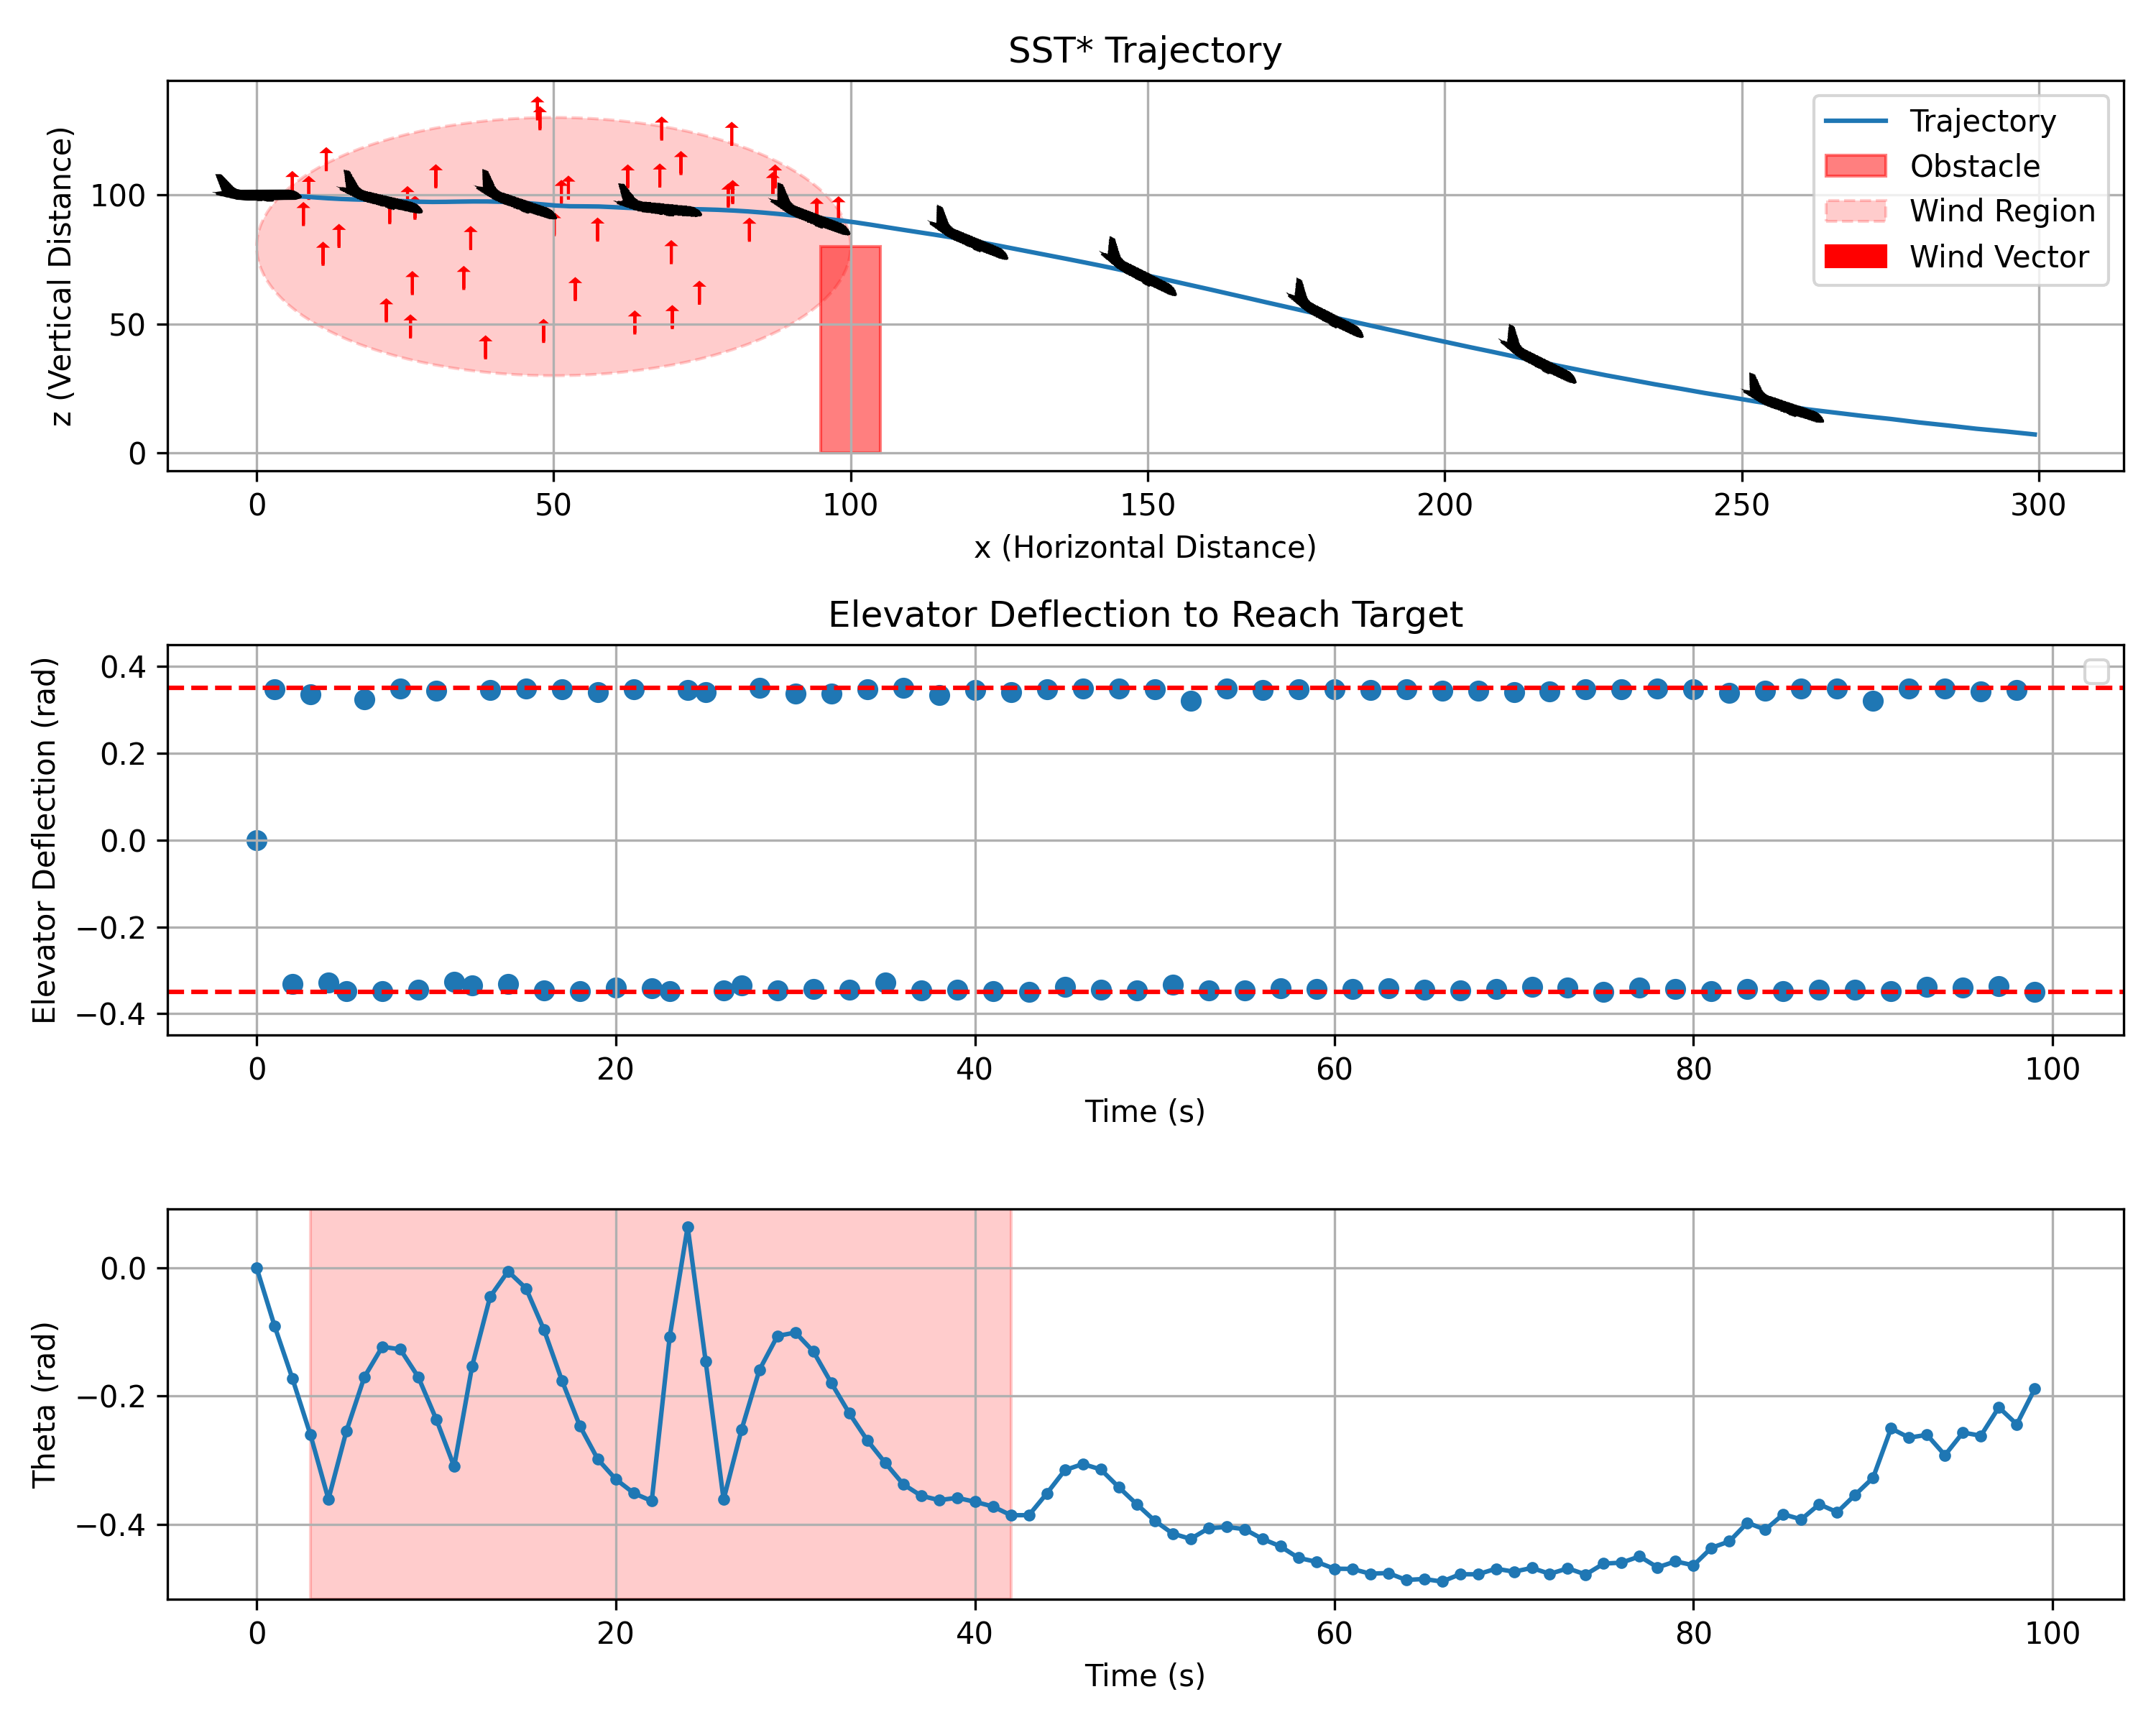 SST* Trajectory
z (Vertical Distance)
100
50
0
Trajectory
Obstacle
Wind Region
Wind Vector
0 50 100 150 200 250 300
x (Horizontal Distance)
Elevator Deflection to Reach Target
Elevator Deflection (rad)
0.4
0.2
0.0
−0.2
−0.4
0 20 40 60 80 100
Time (s)
Theta (rad)
0.0
−0.2
−0.4
0 20 40 60 80 100
Time (s)